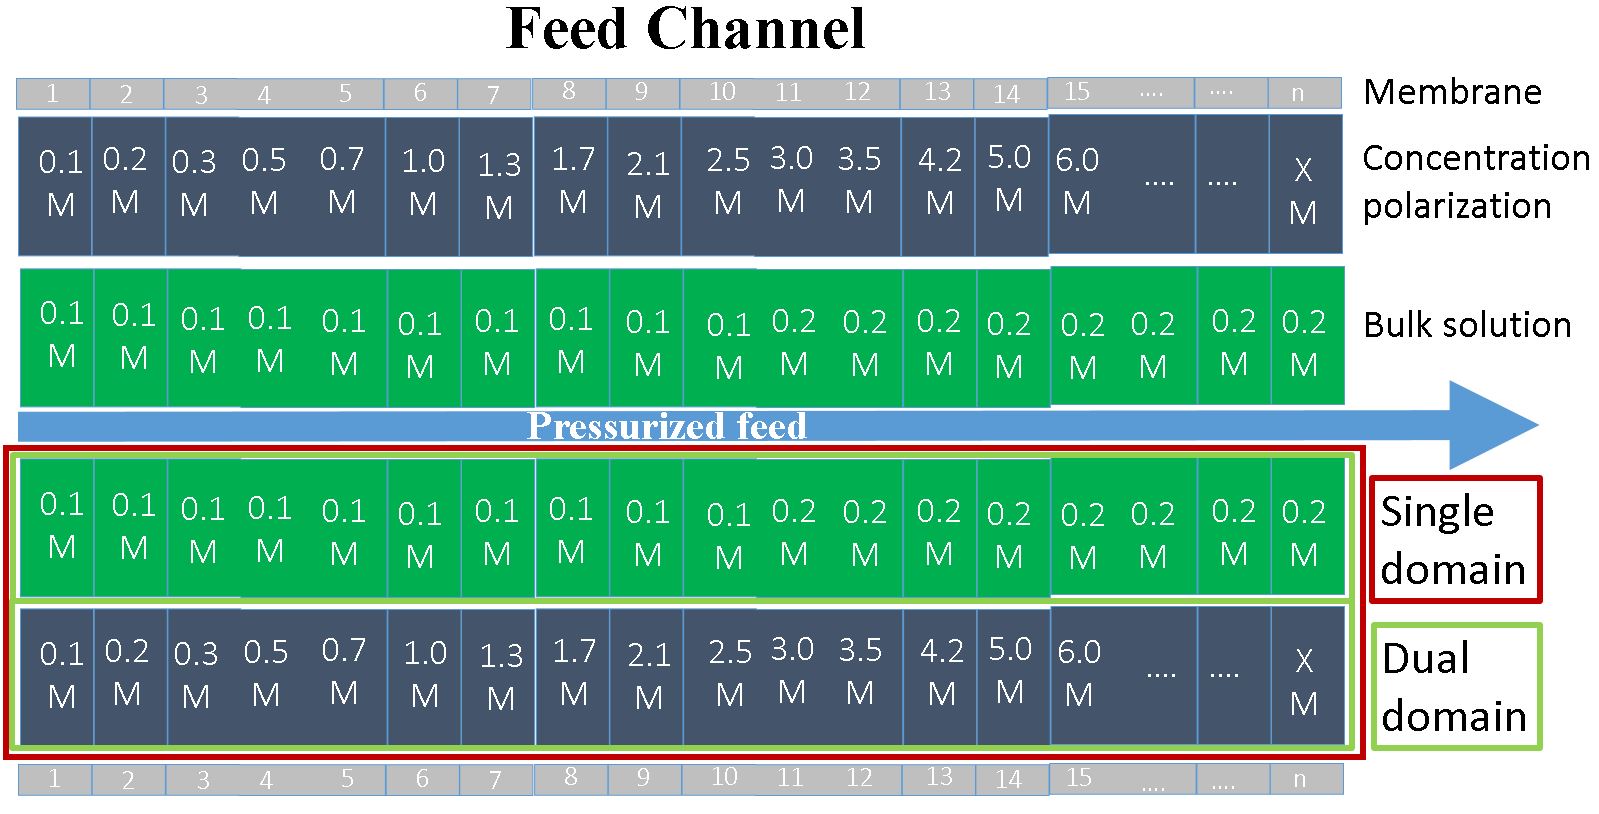 Feed Channel
1 2 3 4 5 6 7 8 9 10 11 12 13 14 15 .... .... n Membrane
0.1 0.2 0.3 0.5 0.7 1.0 1.3 1.7 2.1 2.5 3.0 3.5 4.2 5.0 6.0 .... .... X Concentration
M M M M M M M M M M M M M M M M polarization
0.1 0.1 0.1 0.1 0.1 0.1 0.1 0.1 0.1 0.1 0.2 0.2 0.2 0.2 0.2 0.2 0.2 0.2 Bulk solution
M M M M M M M M M M M M M M M M M M
Pressurized feed
0.1 0.1 0.1 0.1 0.1 0.1 0.1 0.1 0.1 0.1 0.2 0.2 0.2 0.2 0.2 0.2 0.2 0.2 Single
M M M M M M M M M M M M M M M M M M domain
0.1 0.2 0.3 0.5 0.7 1.0 1.3 1.7 2.1 2.5 3.0 3.5 4.2 5.0 6.0 .... .... X Dual
M M M M M M M M M M M M M M M M domain
1 2 3 4 5 6 7 8 9 10 11 12 13 14 15 .... .... n